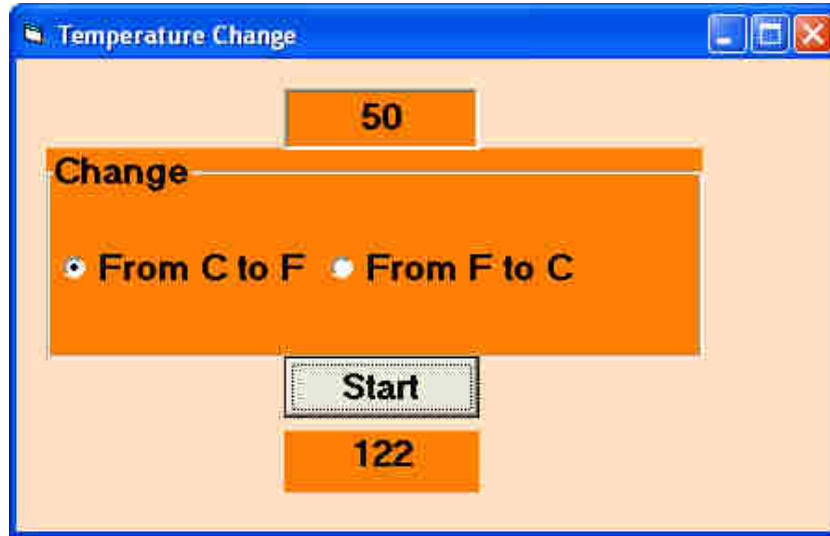 Temperature Change
50
Change
From C to F From F to C
Start
122